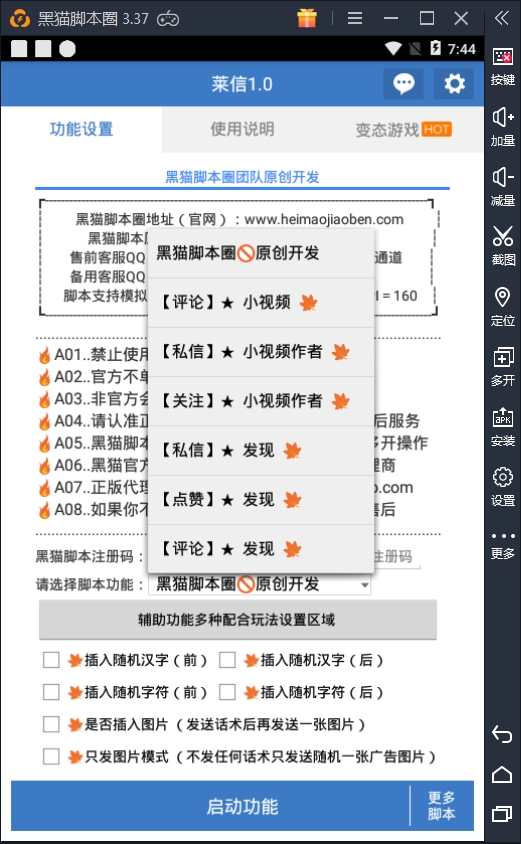 黑猫脚本圈 3.37
7:44
莱信1.0
功能设置
使用说明
变态游戏 HOT
黑猫脚本圈团队原创开发
黑猫脚本圈地址（官网）：www.heimaojiaoben.com
黑猫脚本
售前客服QQ 通道
备用客服QQ
脚本支持模拟 = 160
A01..禁止使用
A02..官方不单
A03..非官方会
A04..请认准正 后服务
A05..黑猫脚本 多开操作
A06..黑猫官方 理商
A07..正版代理 o.com
A08..如果你不 售后
黑猫脚本圈🚫原创开发
【评论】★ 小视频
【私信】★ 小视频作者
【关注】★ 小视频作者
【私信】★ 发现
【点赞】★ 发现
【评论】★ 发现
黑猫脚本注册码： 注册码
请选择脚本功能： 黑猫脚本圈🚫原创开发
辅助功能多种配合玩法设置区域
插入随机汉字（前） 插入随机汉字（后）
插入随机字符（前） 插入随机字符（后）
是否插入图片（发送话术后再发送一张图片）
只发图片模式（不发任何话术只发送随机一张广告图片）
启动功能
更多
脚本
按键
加量
减量
截图
定位
多开
APK
安装
设置
更多